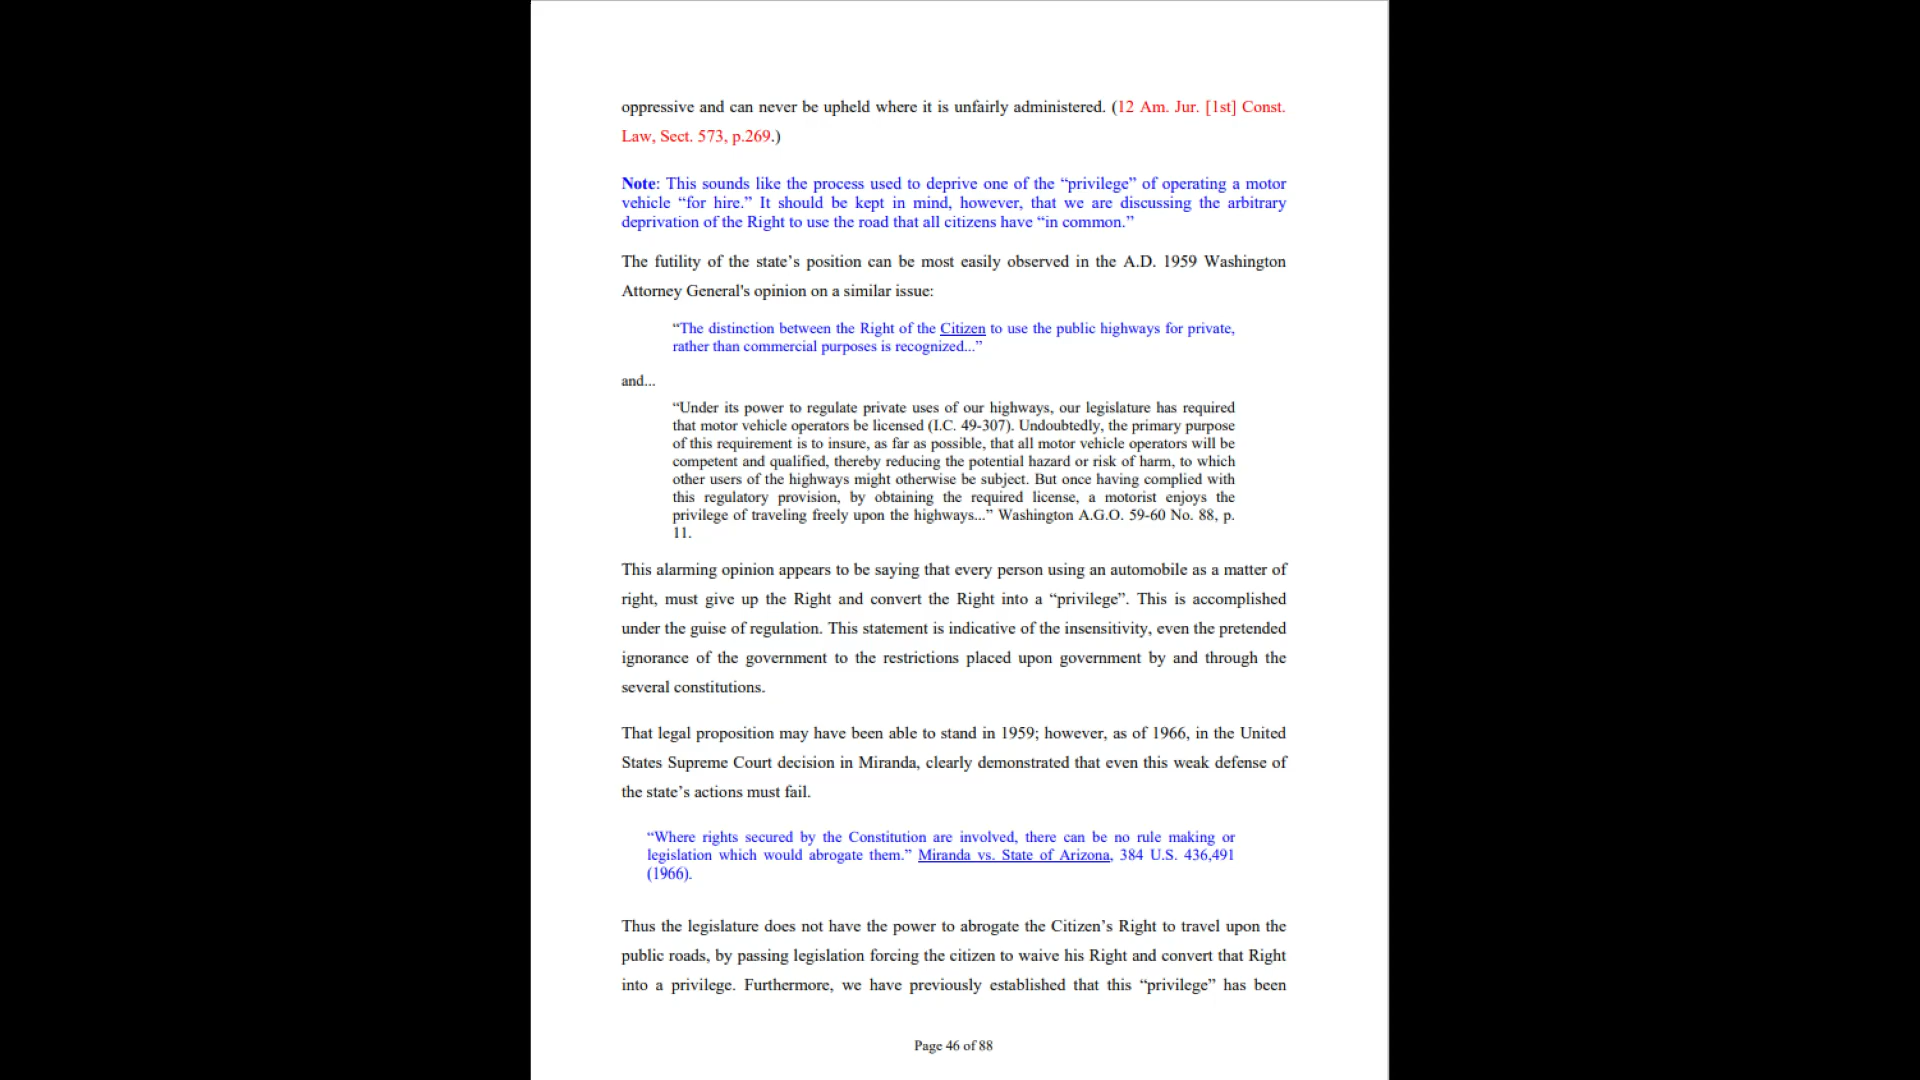 oppressive and can never be upheld where it is unfairly administered. (12 Am. Jur. [1st] Const.
Law, Sect. 573, p.269.)
Note: This sounds like the process used to deprive one of the “privilege” of operating a motor
vehicle “for hire.” It should be kept in mind, however, that we are discussing the arbitrary
deprivation of the Right to use the road that all citizens have “in common.”
The futility of the state’s position can be most easily observed in the A.D. 1959 Washington
Attorney General's opinion on a similar issue:
“The distinction between the Right of the Citizen to use the public highways for private,
rather than commercial purposes is recognized...”
and...
“Under its power to regulate private uses of our highways, our legislature has required
that motor vehicle operators be licensed (I.C. 49-307). Undoubtedly, the primary purpose
of this requirement is to insure, as far as possible, that all motor vehicle operators will be
competent and qualified, thereby reducing the potential hazard or risk of harm, to which
other users of the highways might otherwise be subject. But once having complied with
this regulatory provision, by obtaining the required license, a motorist enjoys the
privilege of traveling freely upon the highways...” Washington A.G.O. 59-60 No. 88, p.
11.
This alarming opinion appears to be saying that every person using an automobile as a matter of
right, must give up the Right and convert the Right into a “privilege”. This is accomplished
under the guise of regulation. This statement is indicative of the insensitivity, even the pretended
ignorance of the government to the restrictions placed upon government by and through the
several constitutions.
That legal proposition may have been able to stand in 1959; however, as of 1966, in the United
States Supreme Court decision in Miranda, clearly demonstrated that even this weak defense of
the state’s actions must fail.
“Where rights secured by the Constitution are involved, there can be no rule making or
legislation which would abrogate them.” Miranda vs. State of Arizona, 384 U.S. 436,491
(1966).
Thus the legislature does not have the power to abrogate the Citizen’s Right to travel upon the
public roads, by passing legislation forcing the citizen to waive his Right and convert that Right
into a privilege. Furthermore, we have previously established that this “privilege” has been
Page 46 of 88